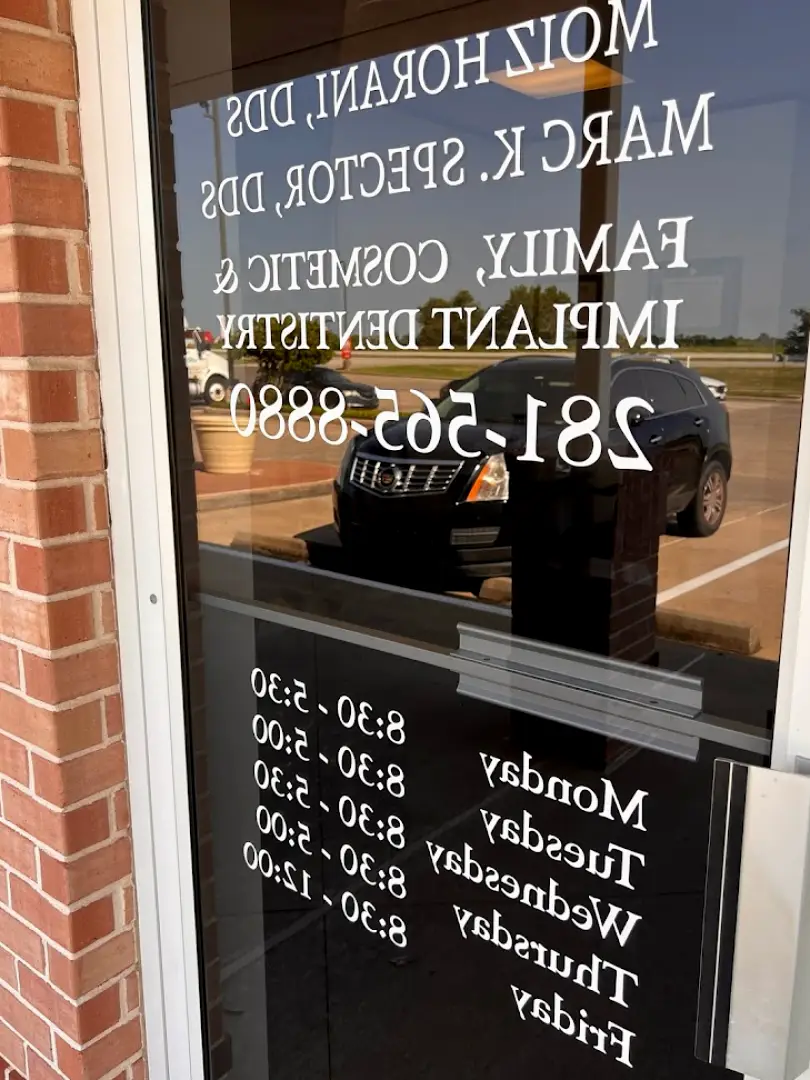 MOIZ HORANI, DDS
MARC K. SPECTOR, DDS
FAMILY, COSMETIC &
IMPLANT DENTISTRY
281-565-8880
Monday 8:30 - 5:30
Tuesday 8:30 - 5:00
Wednesday 8:30 - 5:30
Thursday 8:30 - 5:00
Friday 8:30 - 12:00